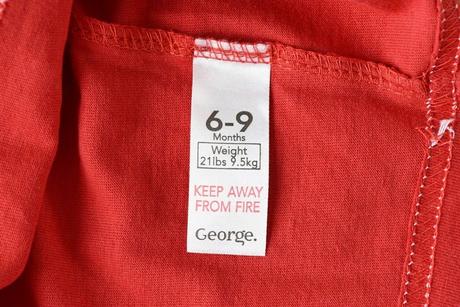 6-9
Months
Weight
21lbs 9.5kg
KEEP AWAY
FROM FIRE
George.